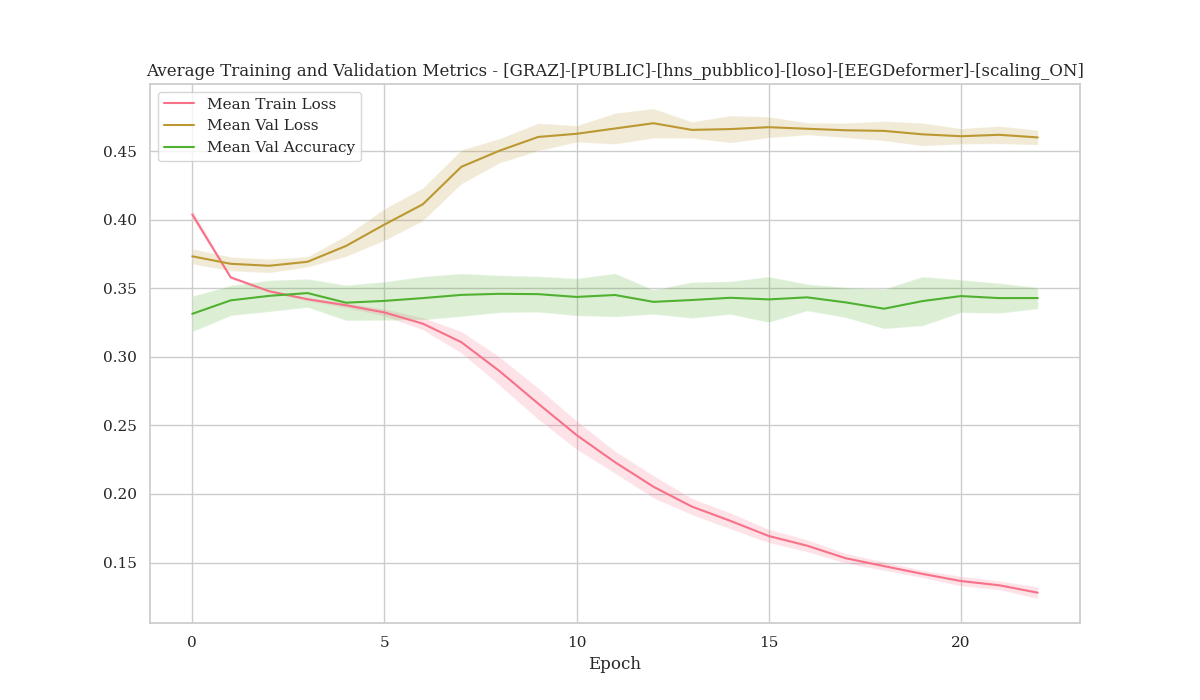 Average Training and Validation Metrics - [GRAZ]-[PUBLIC]-[hns_pubblico]-[loso]-[EEGDeformer]-[scaling_ON]
Mean Train Loss
Mean Val Loss
Mean Val Accuracy
0.45
0.40
0.35
0.30
0.25
0.20
0.15
0 5 10 15 20
Epoch